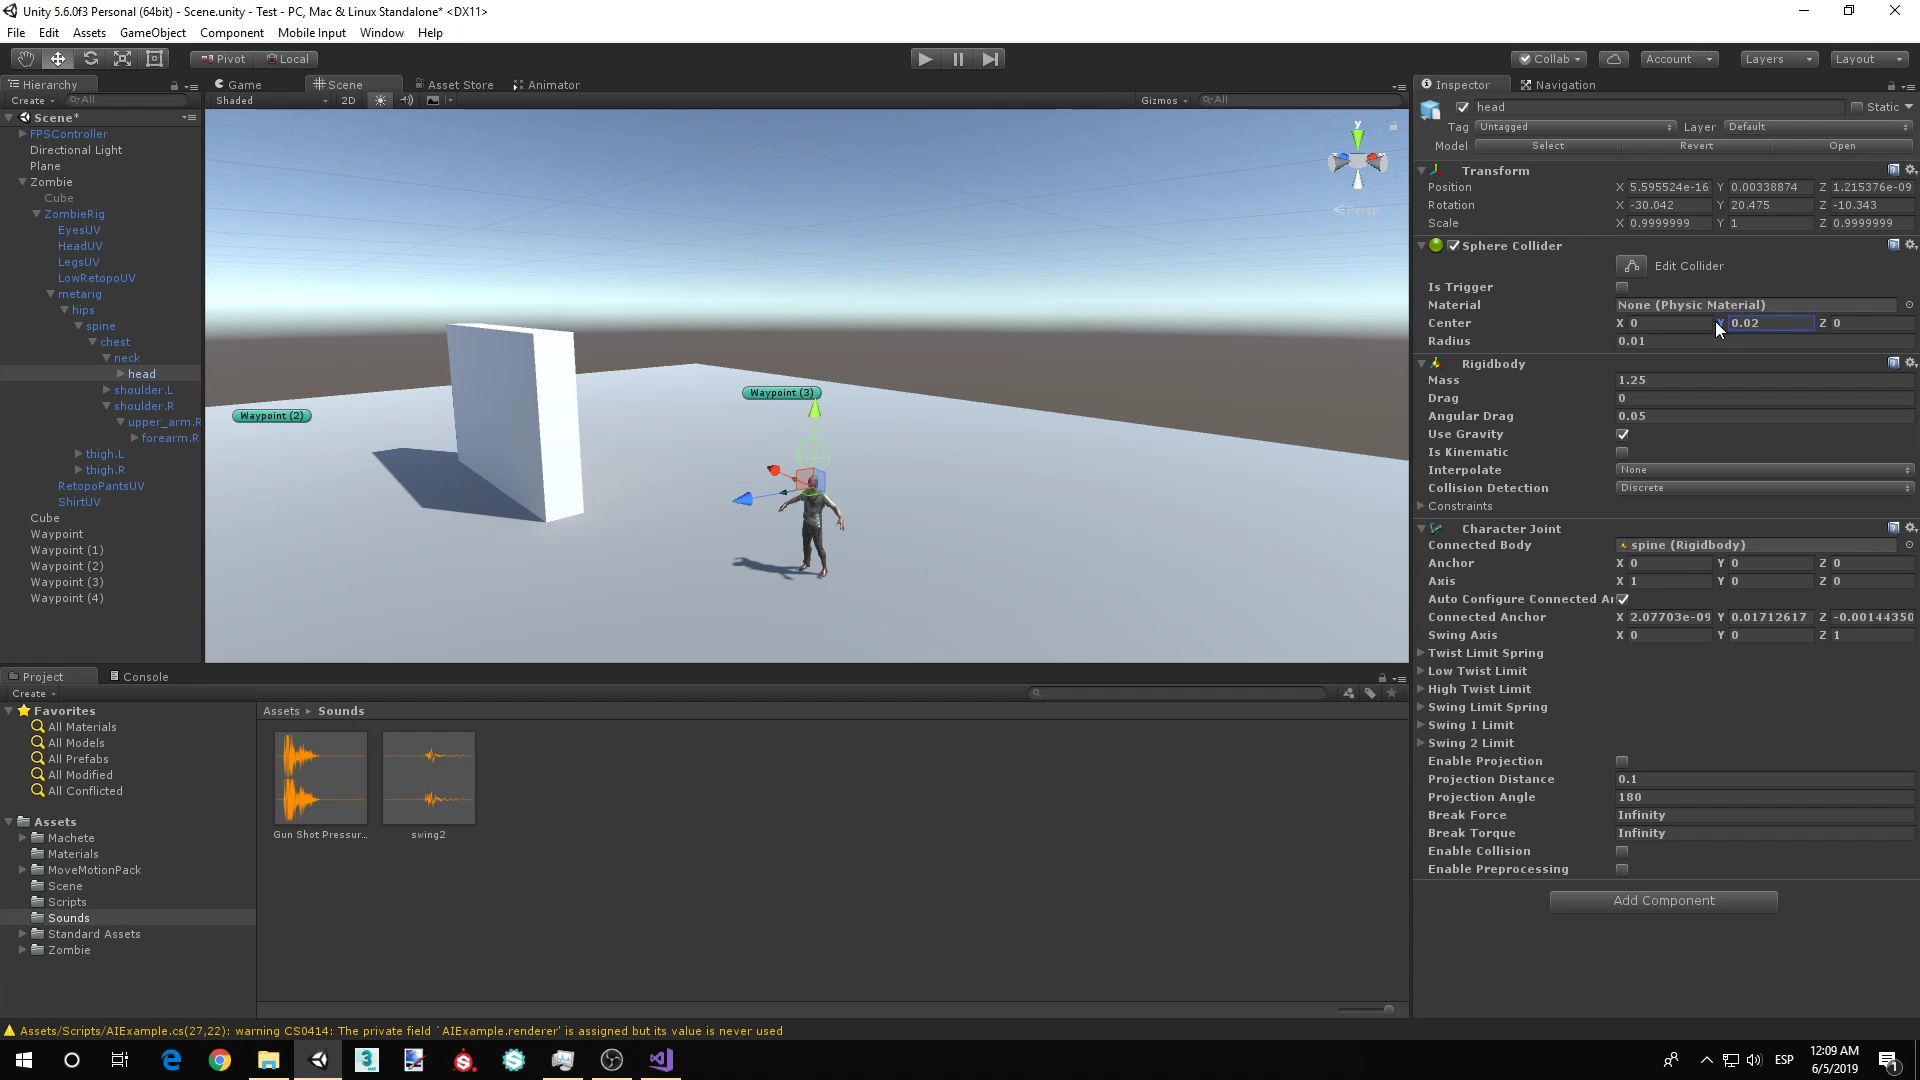 Unity 5.6.0f3 Personal (64bit) - Scene.unity - Test - PC, Mac & Linux Standalone* <DX11>
File Edit Assets GameObject Component Mobile Input Window Help
Pivot Local Collab Account Layers Layout
Hierarchy Game Scene Asset Store Animator Inspector Navigation
Create All Shaded 2D Gizmos All
Scene*
FPSController
Directional Light
Plane
Zombie
Cube
ZombieRig
EyesUV
HeadUV
LegsUV
LowRetopoUV
metarig
hips
spine
chest
neck
head
shoulder.L
shoulder.R
upper_arm.R
forearm.R
thigh.L
thigh.R
RetopoPantsUV
ShirtUV
Cube
Waypoint
Waypoint (1)
Waypoint (2)
Waypoint (3)
Waypoint (4)
y
Persp
Waypoint (3)
Waypoint (2)
head Static
Tag Untagged Layer Default
Model Select Revert Open
Transform
Position X 5.595524e-16 Y 0.00338874 Z 1.215376e-09
Rotation X -30.042 Y 20.475 Z -10.343
Scale X 0.9999999 Y 1 Z 0.9999999
Sphere Collider
Edit Collider
Is Trigger
Material None (Physic Material)
Center X 0 Y 0.02 Z 0
Radius 0.01
Rigidbody
Mass 1.25
Drag 0
Angular Drag 0.05
Use Gravity
Is Kinematic
Interpolate None
Collision Detection Discrete
Constraints
Character Joint
Connected Body spine (Rigidbody)
Anchor X 0 Y 0 Z 0
Axis X 1 Y 0 Z 0
Auto Configure Connected Ar
Connected Anchor X 2.07703e-09 Y 0.01712617 Z -0.00144350
Swing Axis X 0 Y 0 Z 1
Twist Limit Spring
Low Twist Limit
High Twist Limit
Swing Limit Spring
Swing 1 Limit
Swing 2 Limit
Enable Projection
Projection Distance 0.1
Projection Angle 180
Break Force Infinity
Break Torque Infinity
Enable Collision
Enable Preprocessing
Add Component
Project Console
Create
Favorites
All Materials
All Models
All Prefabs
All Modified
All Conflicted
Assets
Machete
Materials
MoveMotionPack
Scene
Scripts
Sounds
Standard Assets
Zombie
Assets Sounds
Gun Shot Pressur... swing2
Assets/Scripts/AIExample.cs(27,22): warning CS0414: The private field `AIExample.renderer' is assigned but its value is never used
ESP 12:09 AM
6/5/2019
1